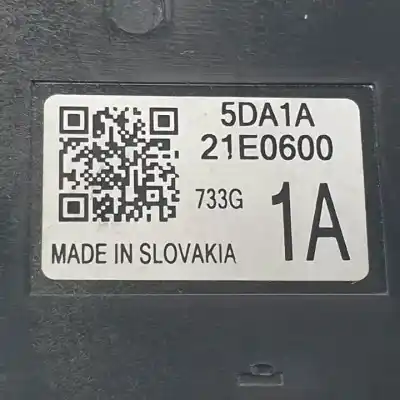 5DA1A
21E0600
733G
1A
MADE IN SLOVAKIA